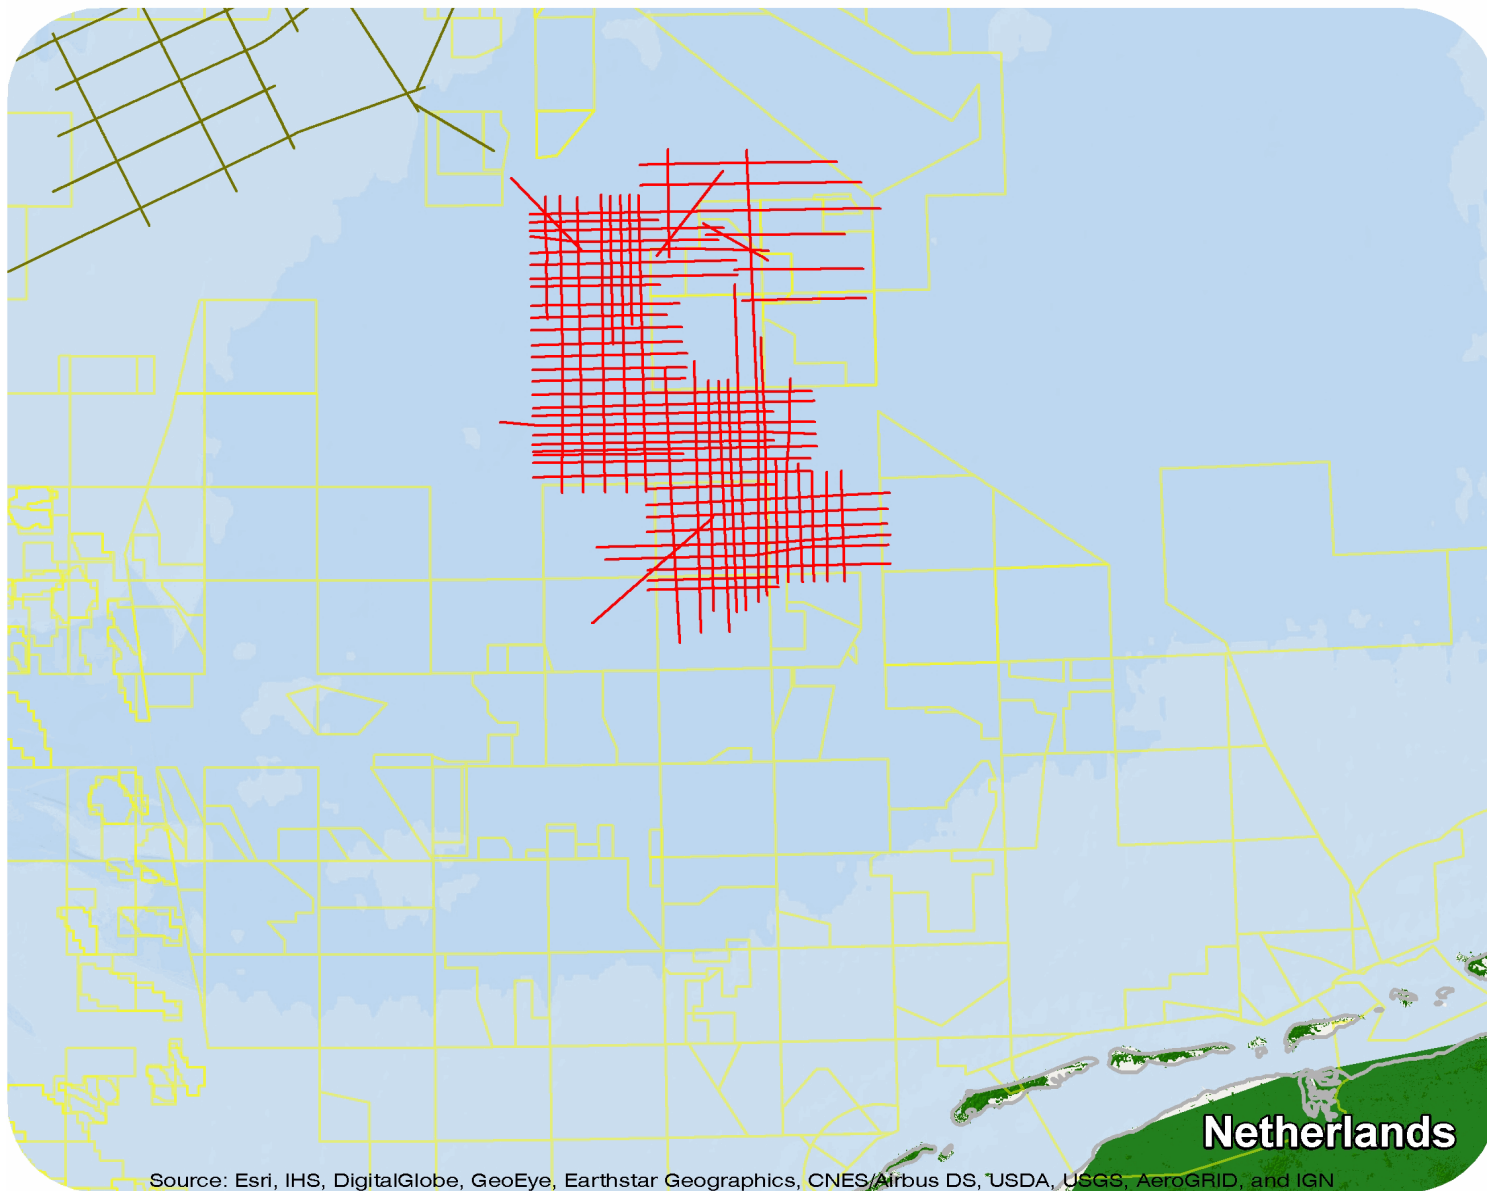 Netherlands
Source: Esri, IHS, DigitalGlobe, GeoEye, Earthstar Geographics, CNES/Airbus DS, USDA, USGS, AeroGRID, and IGN